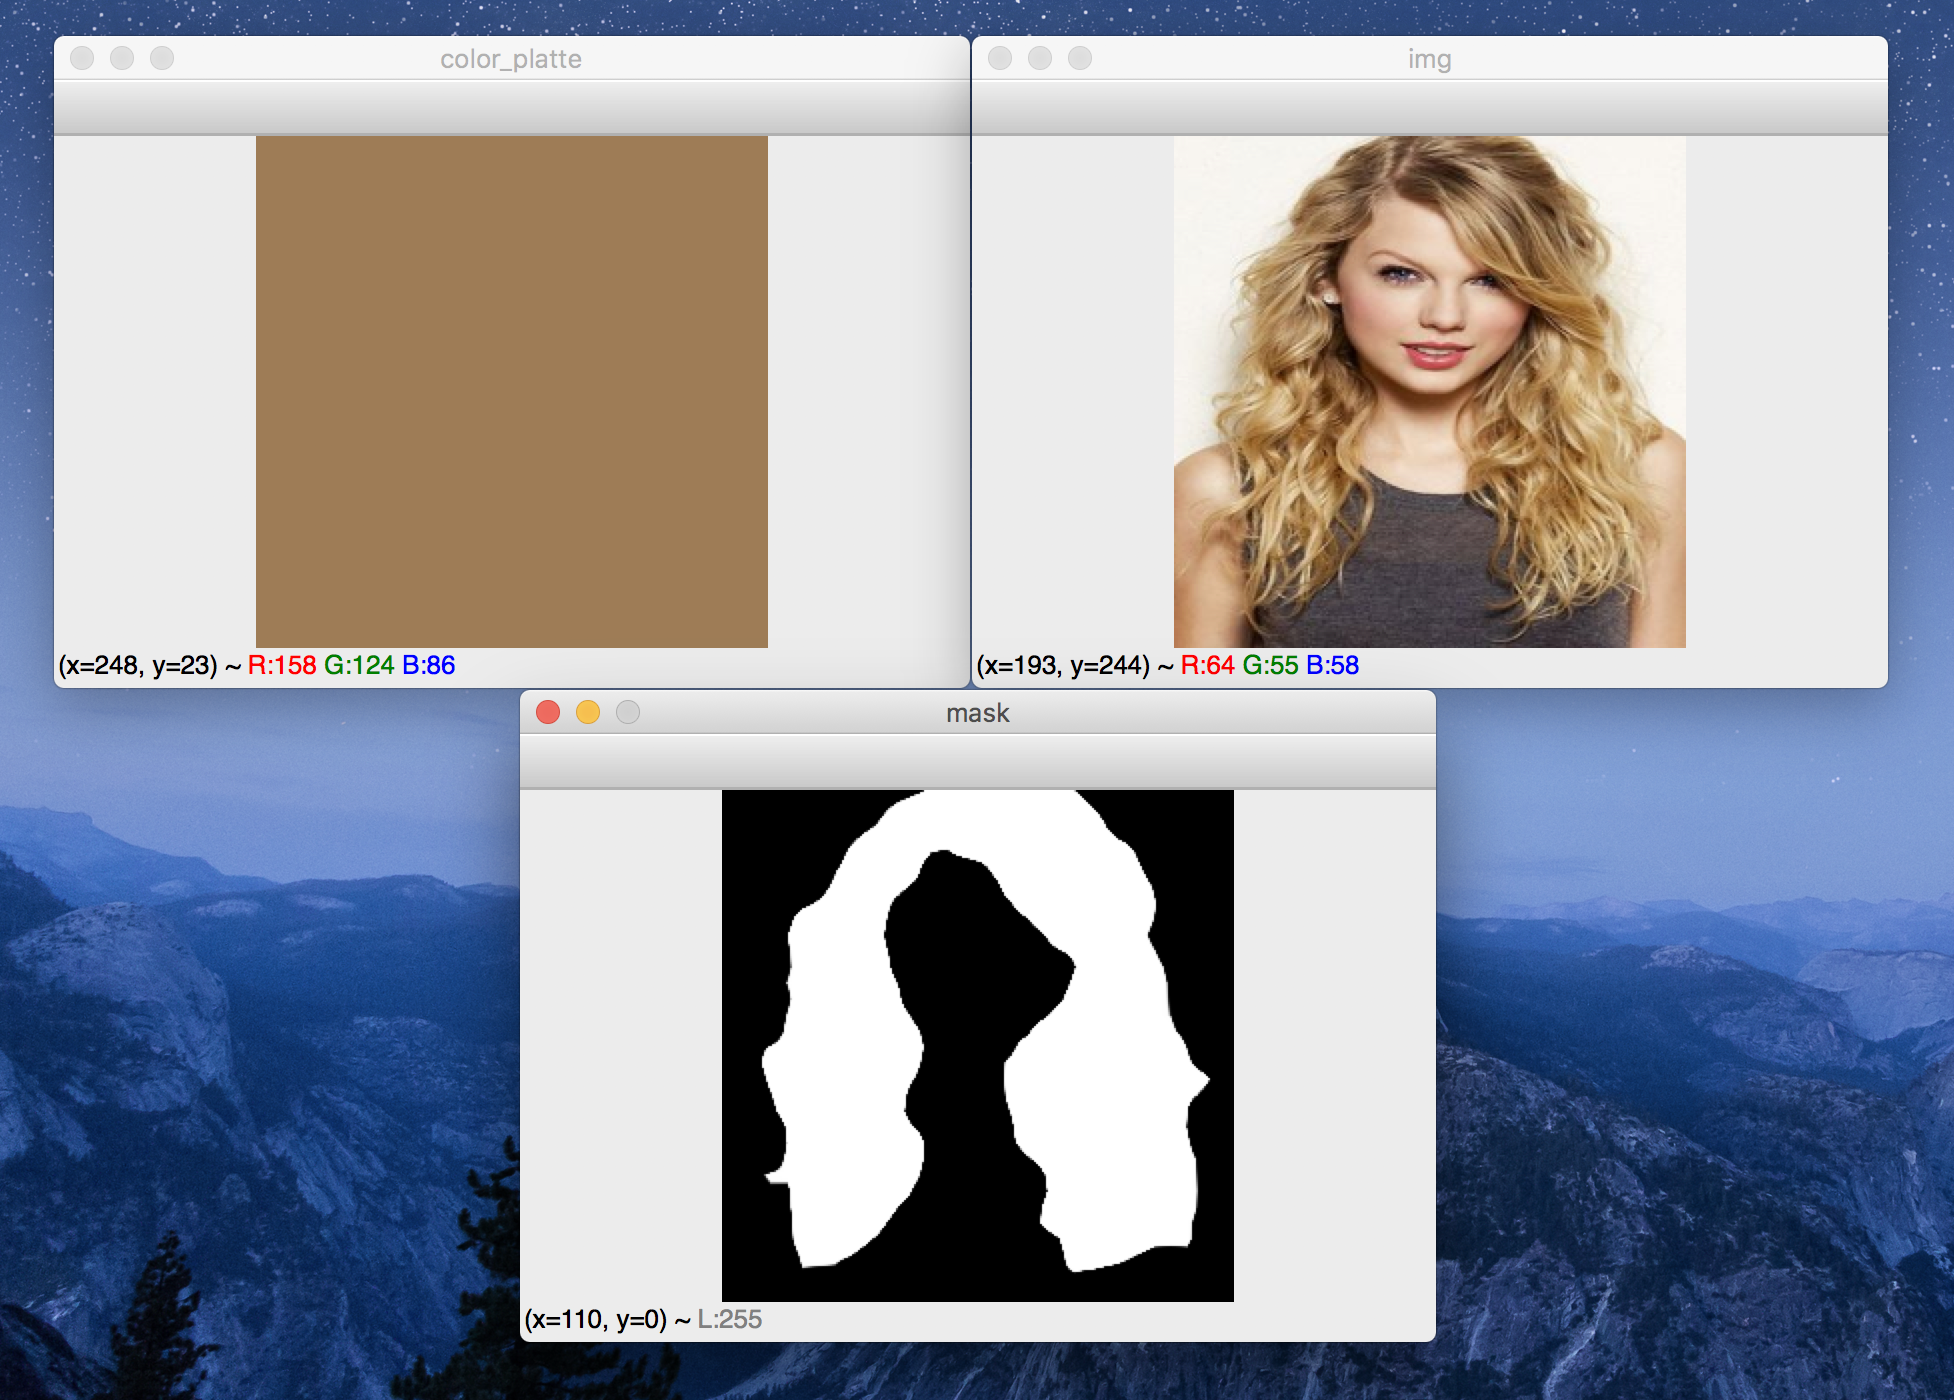 color_platte
img
(x=248, y=23) ~ R:158 G:124 B:86
(x=193, y=244) ~ R:64 G:55 B:58
mask
(x=110, y=0) ~ L:255